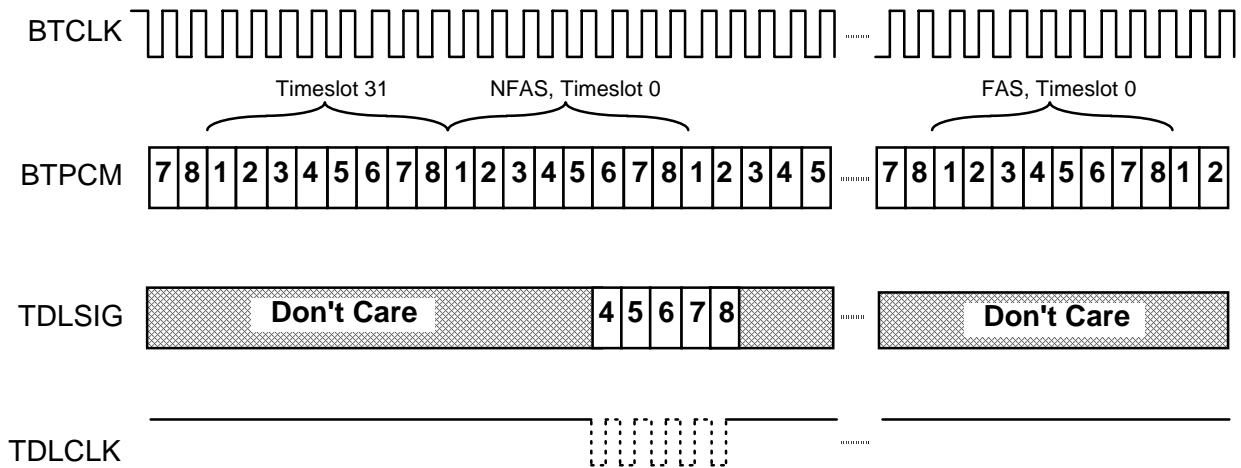 BTCLK
Timeslot 31 NFAS, Timeslot 0 FAS, Timeslot 0
BTPCM 7 8 1 2 3 4 5 6 7 8 1 2 3 4 5 6 7 8 1 2 3 4 5 7 8 1 2 3 4 5 6 7 8 1 2
TDLSIG Don't Care 4 5 6 7 8 Don't Care
TDLCLK